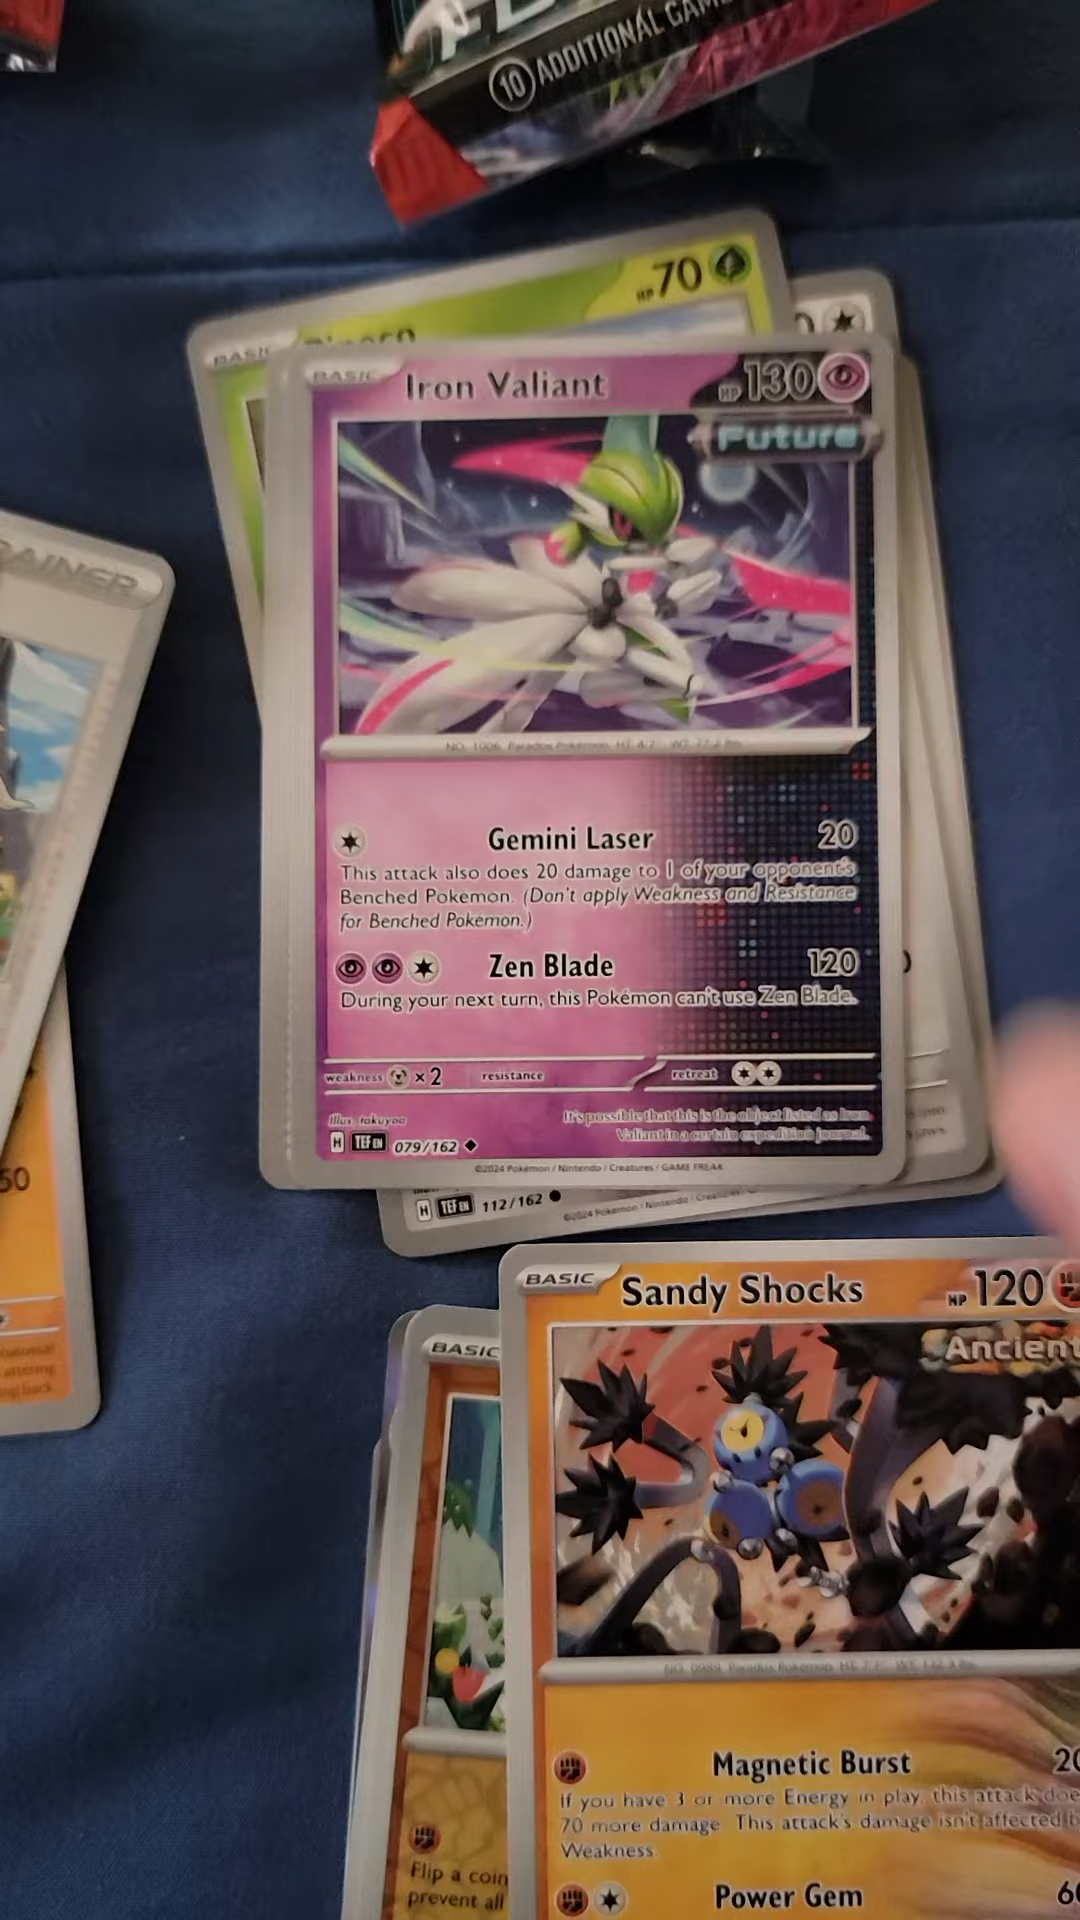 10 ADDITIONAL GAME
HP 70
BASIC
BASIC Iron Valiant HP 130
Future
AINER
NO. 1006 Paradox Pokémon HT: 4'7" WT: 77.2 lbs.
Gemini Laser 20
This attack also does 20 damage to 1 of your opponent's
Benched Pokémon. (Don't apply Weakness and Resistance
for Benched Pokémon.)
Zen Blade 120
During your next turn, this Pokémon can't use Zen Blade.
weakness ×2 resistance retreat
Illus. takuyoa
It's possible that this is the object listed as Iron
Valiant in a certain expedition journal.
H TEF EN 079/162
©2024 Pokémon / Nintendo / Creatures / GAME FREAK
H TEF EN 112/162 ©2024 Pokémon / Nintendo / Creatures
50
BASIC Sandy Shocks HP 120
Ancient
BASIC
NO. 0989 Paradox Pokémon HT: 7'7" WT: 132.3 lbs.
Magnetic Burst 20
If you have 3 or more Energy in play, this attack doe
70 more damage. This attack's damage isn't affected b
Weakness.
Power Gem 60
Flip a coin
prevent all